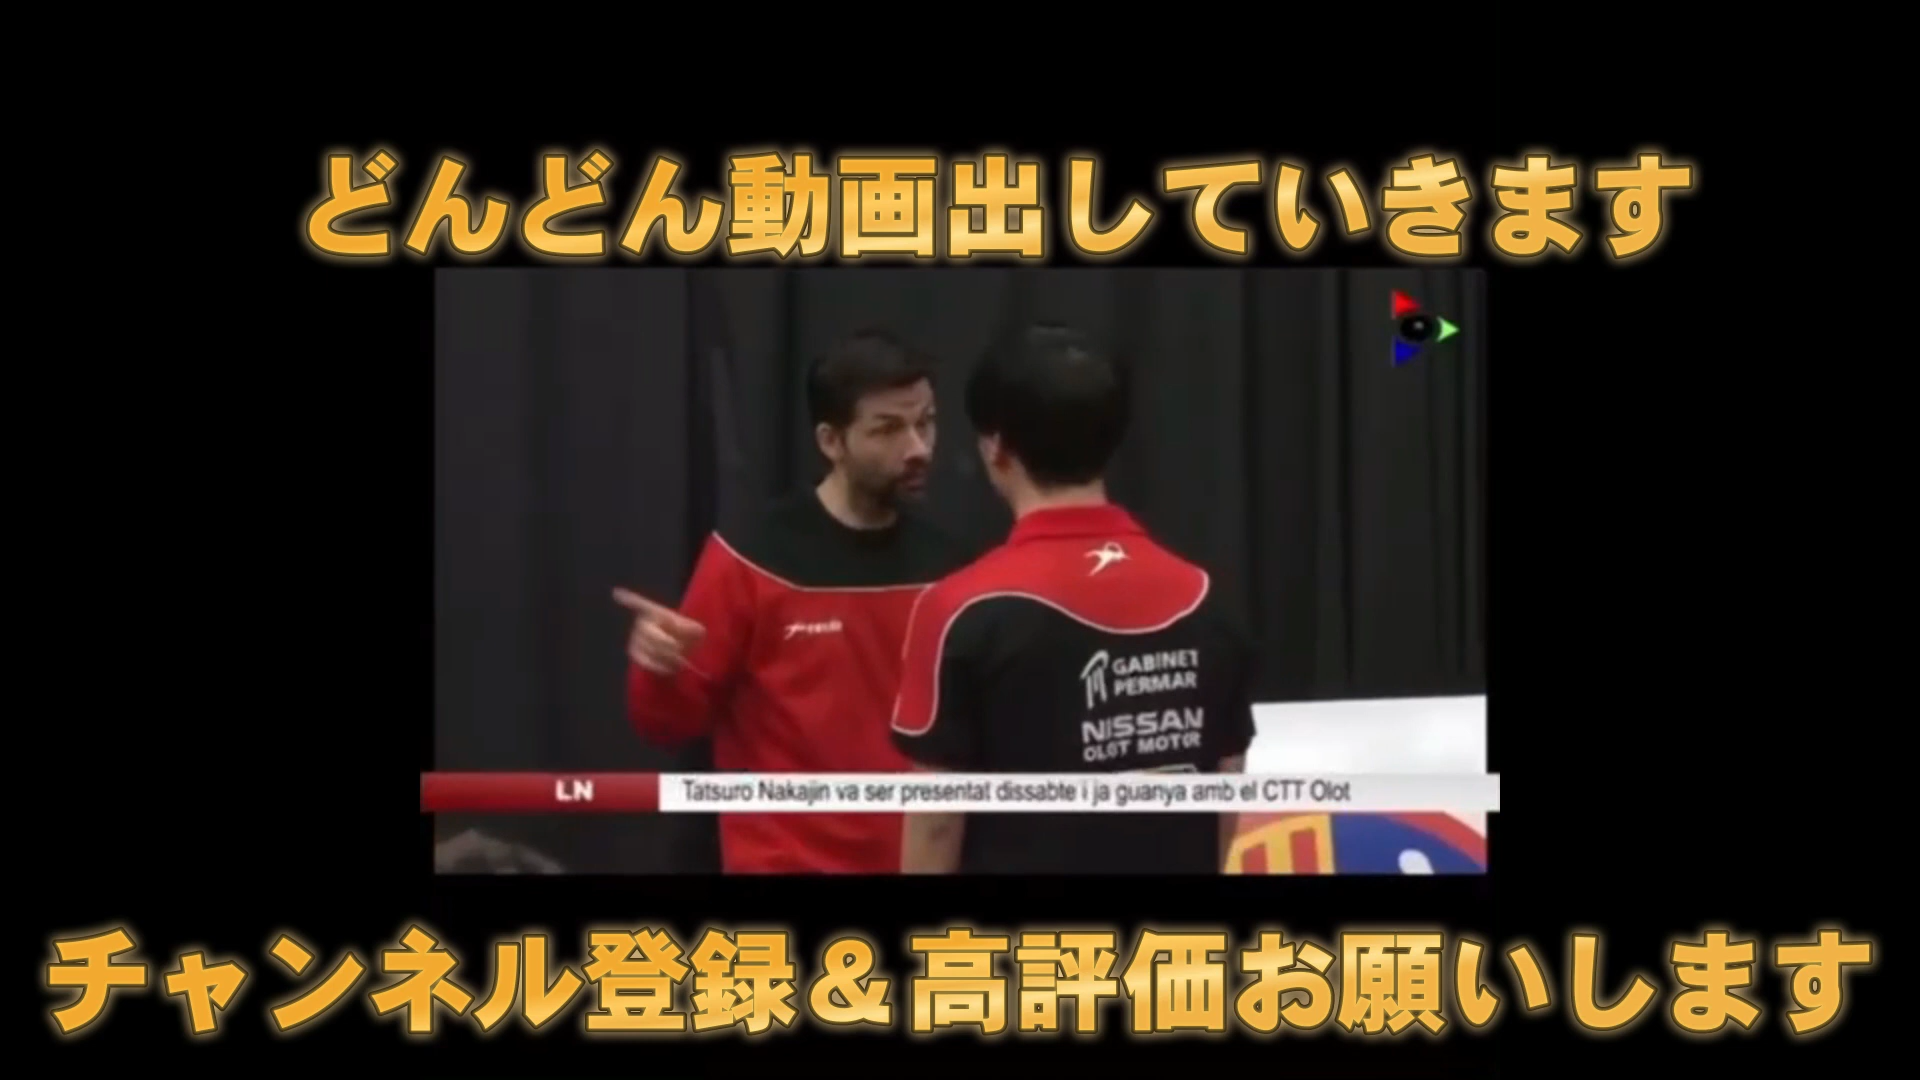 どんどん動画出していきます
GABINET
PERMAR
NISSAN
OLOT MOTOR
LN Tatsuro Nakajin va ser presentat dissabte i ja guanya amb el CTT Olot
チャンネル登録＆高評価お願いします